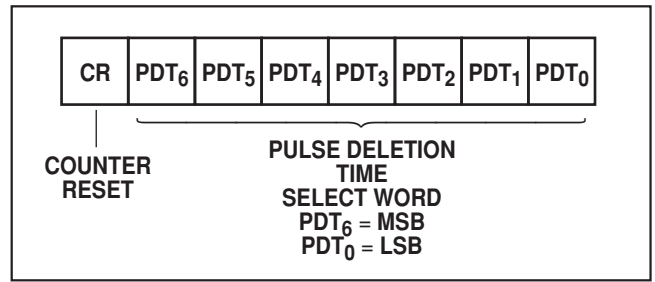 CR PDT6 PDT5 PDT4 PDT3 PDT2 PDT1 PDT0
COUNTER
RESET
PULSE DELETION
TIME
SELECT WORD
PDT6 = MSB
PDT0 = LSB